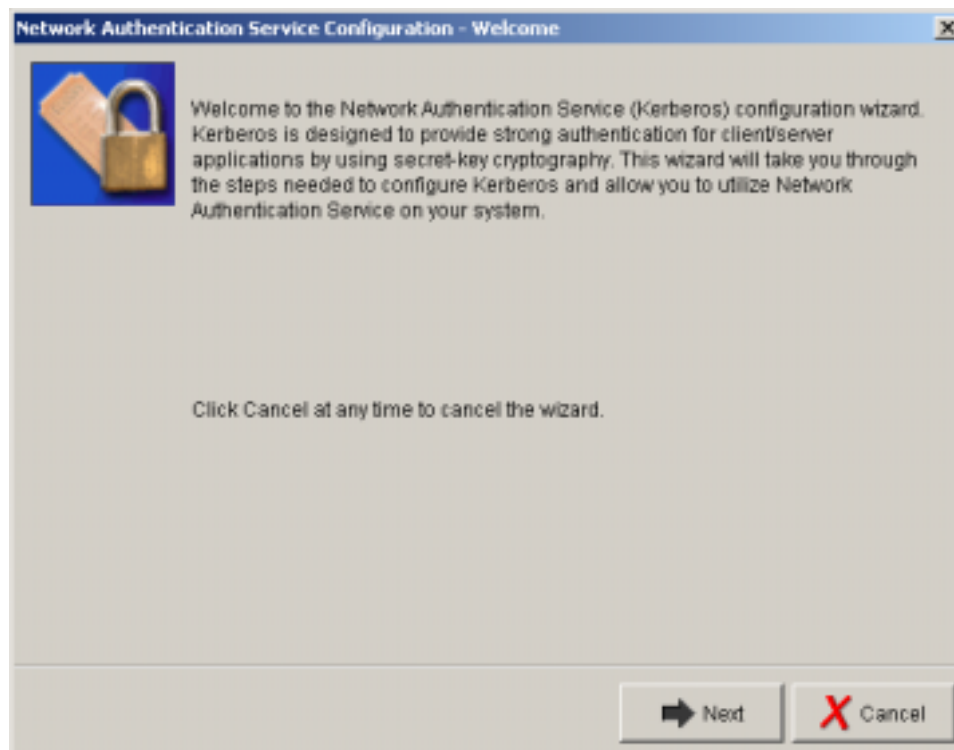 Network Authentication Service Configuration - Welcome
Welcome to the Network Authentication Service (Kerberos) configuration wizard.
Kerberos is designed to provide strong authentication for client/server
applications by using secret-key cryptography. This wizard will take you through
the steps needed to configure Kerberos and allow you to utilize Network
Authentication Service on your system.
Click Cancel at any time to cancel the wizard.
Next
Cancel